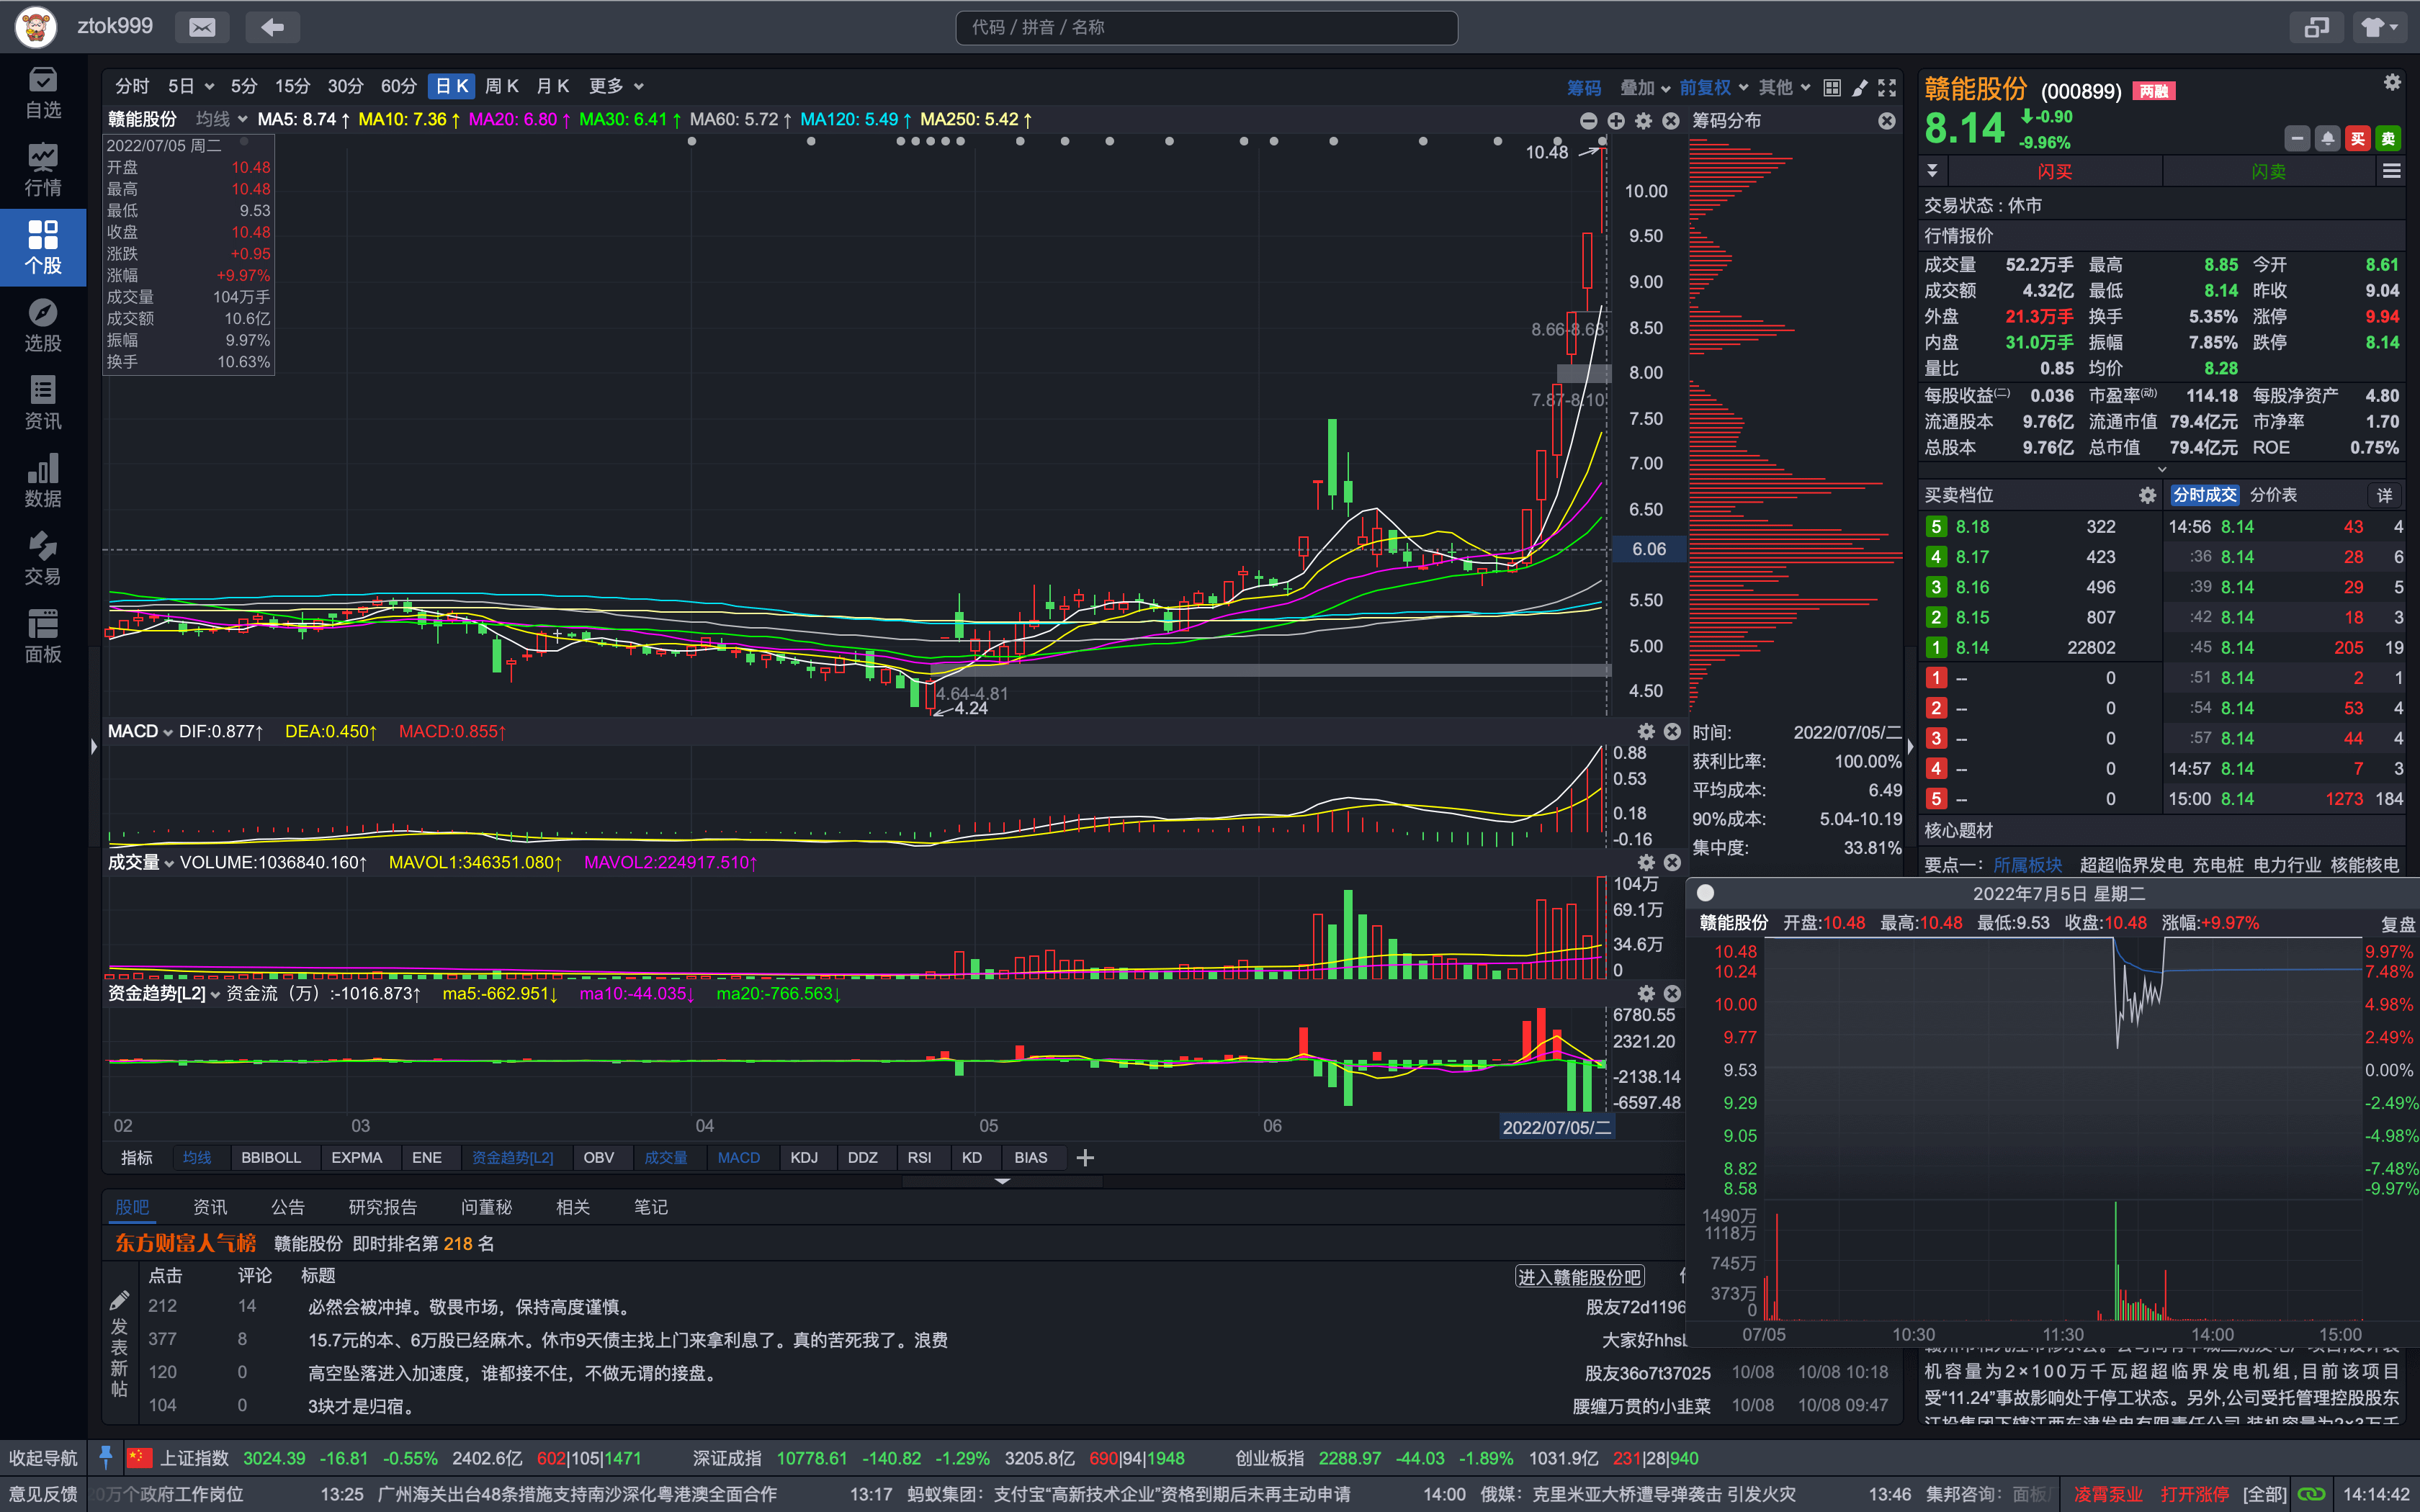 ztok999
代码 / 拼音 / 名称
自选
行情
个股
选股
资讯
数据
交易
面板
分时 5日 5分 15分 30分 60分 日K 周K 月K 更多
筹码 叠加 前复权 其他
赣能股份 均线 MA5: 8.74↑ MA10: 7.36↑ MA20: 6.80↑ MA30: 6.41↑ MA60: 5.72↑ MA120: 5.49↑ MA250: 5.42↑
筹码分布
2022/07/05 周二
开盘 10.48
最高 10.48
最低 9.53
收盘 10.48
涨跌 +0.95
涨幅 +9.97%
成交量 104万手
成交额 10.6亿
振幅 9.97%
换手 10.63%
10.48
10.00
9.50
9.00
8.66-8.63
8.50
8.00
7.87-8.10
7.50
7.00
6.50
6.06
5.50
5.00
4.50
4.64-4.81
4.24
MACD DIF:0.877↑ DEA:0.450↑ MACD:0.855↑
0.88
0.53
0.18
-0.16
成交量 VOLUME:1036840.160↑ MAVOL1:346351.080↑ MAVOL2:224917.510↑
104万
69.1万
34.6万
0
资金趋势[L2] 资金流（万）:-1016.873↑ ma5:-662.951↓ ma10:-44.035↓ ma20:-766.563↓
6780.55
2321.20
-2138.14
-6597.48
02 03 04 05 06 2022/07/05/二
指标 均线 BBIBOLL EXPMA ENE 资金趋势[L2] OBV 成交量 MACD KDJ DDZ RSI KD BIAS
时间: 2022/07/05/二
获利比率: 100.00%
平均成本: 6.49
90%成本: 5.04-10.19
集中度: 33.81%
赣能股份 (000899) 两融
8.14 -0.90
-9.96%
买 卖
闪买 闪卖
交易状态 : 休市
行情报价
成交量 52.2万手 最高 8.85 今开 8.61
成交额 4.32亿 最低 8.14 昨收 9.04
外盘 21.3万手 换手 5.35% 涨停 9.94
内盘 31.0万手 振幅 7.85% 跌停 8.14
量比 0.85 均价 8.28
每股收益(二) 0.036 市盈率(动) 114.18 每股净资产 4.80
流通股本 9.76亿 流通市值 79.4亿元 市净率 1.70
总股本 9.76亿 总市值 79.4亿元 ROE 0.75%
买卖档位 分时成交 分价表 详
5 8.18 322 14:56 8.14 43 4
4 8.17 423 :36 8.14 28 6
3 8.16 496 :39 8.14 29 5
2 8.15 807 :42 8.14 18 3
1 8.14 22802 :45 8.14 205 19
1 -- 0 :51 8.14 2 1
2 -- 0 :54 8.14 53 4
3 -- 0 :57 8.14 44 4
4 -- 0 14:57 8.14 7 3
5 -- 0 15:00 8.14 1273 184
核心题材
要点一: 所属板块 超超临界发电 充电桩 电力行业 核能核电
2022年7月5日 星期二
赣能股份 开盘:10.48 最高:10.48 最低:9.53 收盘:10.48 涨幅:+9.97% 复盘
10.48 9.97%
10.24 7.48%
10.00 4.98%
9.77 2.49%
9.53 0.00%
9.29 -2.49%
9.05 -4.98%
8.82 -7.48%
8.58 -9.97%
1490万
1118万
745万
373万
0
07/05 10:30 11:30 14:00 15:00
机容量为2×100万千瓦超超临界发电机组,目前该项目
受“11.24”事故影响处于停工状态。另外,公司受托管理控股股东
江投集团下辖江西东津发电有限责任公司
股吧 资讯 公告 研究报告 问董秘 相关 笔记
东方财富人气榜 赣能股份 即时排名第 218 名
点击 评论 标题 进入赣能股份吧
发表新帖
212 14 必然会被冲掉。敬畏市场，保持高度谨慎。 股友72d1196
377 8 15.7元的本、6万股已经麻木。休市9天债主找上门来拿利息了。真的苦死我了。浪费 大家好hhsl
120 0 高空坠落进入加速度，谁都接不住，不做无谓的接盘。 股友36o7t37025 10/08 10/08 10:18
104 0 3块才是归宿。 腰缠万贯的小韭菜 10/08 10/08 09:47
收起导航 上证指数 3024.39 -16.81 -0.55% 2402.6亿 602|105|1471 深证成指 10778.61 -140.82 -1.29% 3205.8亿 690|94|1948 创业板指 2288.97 -44.03 -1.89% 1031.9亿 231|28|940
意见反馈 20万个政府工作岗位 13:25 广州海关出台48条措施支持南沙深化粤港澳全面合作 13:17 蚂蚁集团：支付宝“高新技术企业”资格到期后未再主动申请 14:00 俄媒：克里米亚大桥遭导弹袭击 引发火灾 13:46 集邦咨询：面板厂 凌霄泵业 打开涨停 [全部] 14:14:42